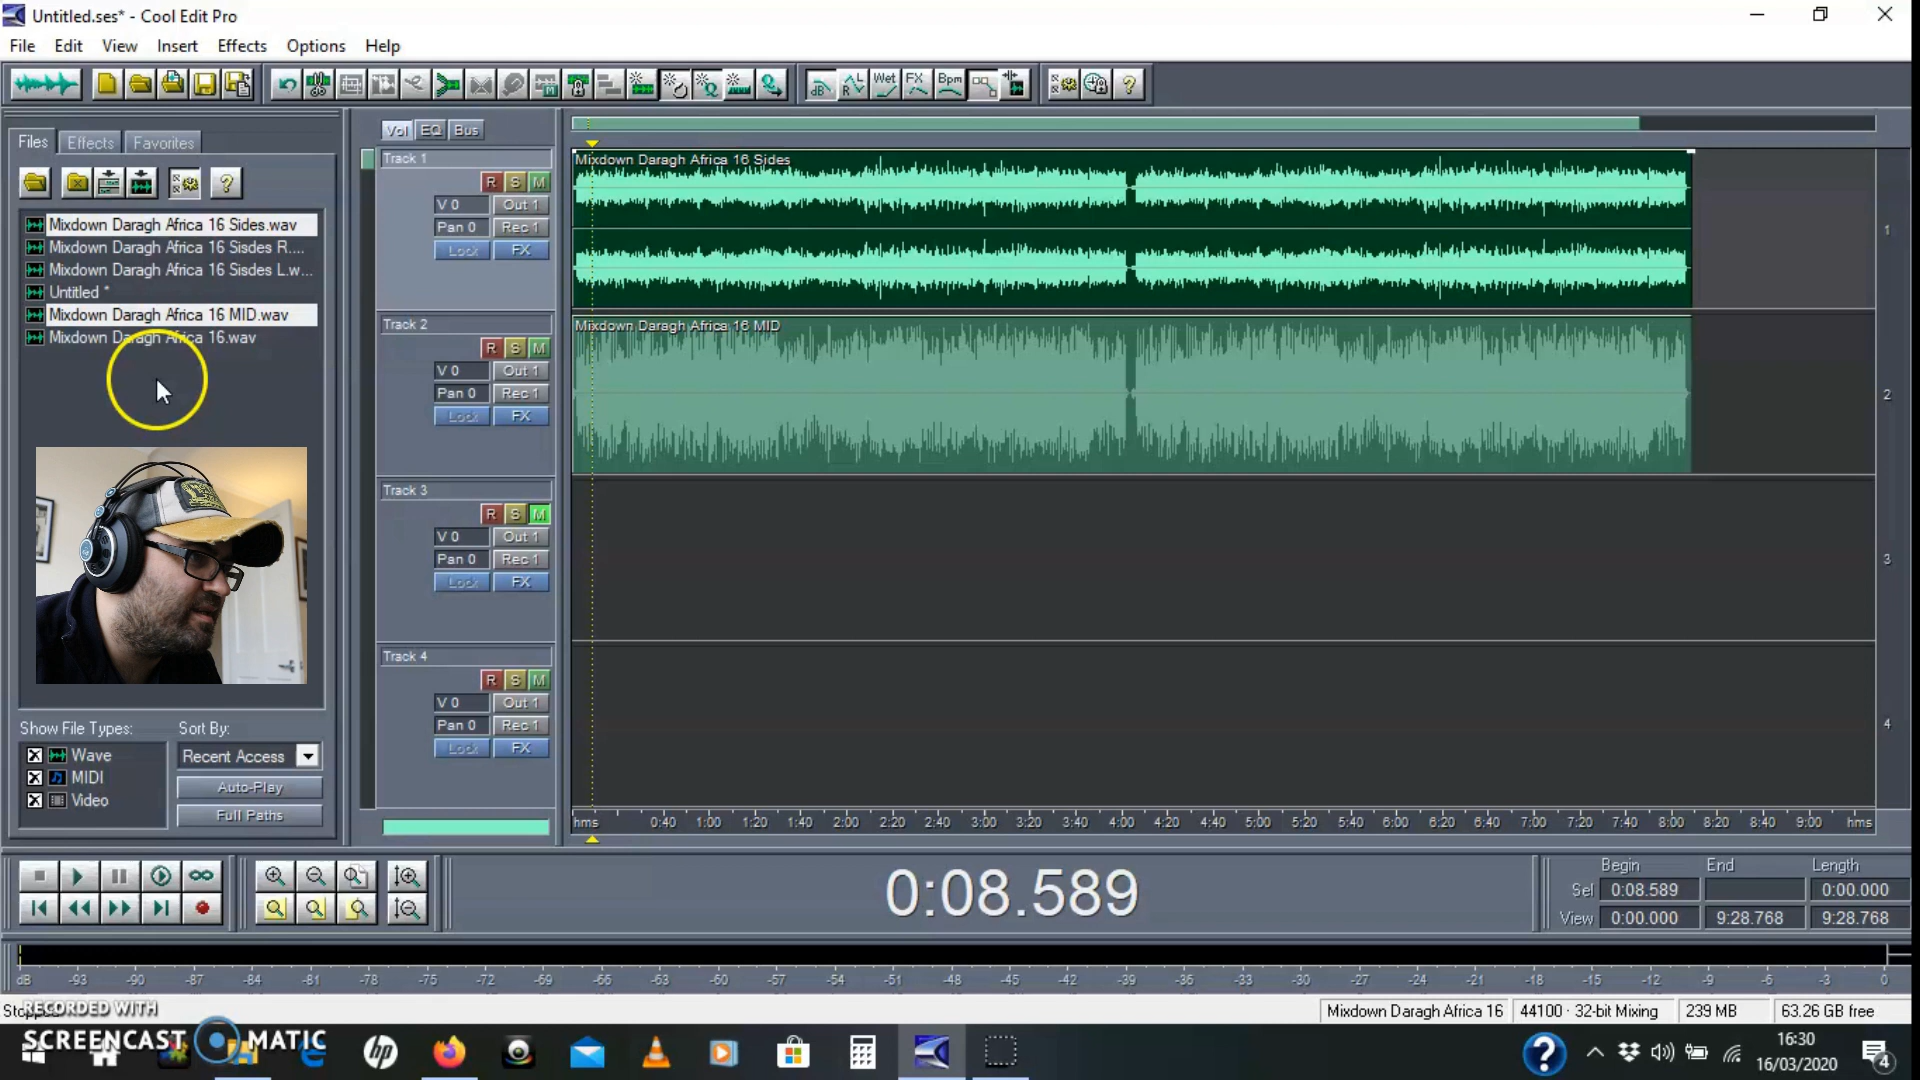 Untitled.ses* - Cool Edit Pro
File Edit View Insert Effects Options Help
Wet FX Bpm
Files Effects Favorites
Vol EQ Bus
Mixdown Daragh Africa 16 Sides.wav
Mixdown Daragh Africa 16 Sisdes R....
Mixdown Daragh Africa 16 Sisdes L.w...
Untitled *
Mixdown Daragh Africa 16 MID.wav
Mixdown Daragh Africa 16.wav
Show File Types:
Wave
MIDI
Video
Sort By:
Recent Access
Auto-Play
Full Paths
Track 1
R S M
V 0 Out 1
Pan 0 Rec 1
Lock FX
Mixdown Daragh Africa 16 Sides
1
Track 2
R S M
V 0 Out 1
Pan 0 Rec 1
Lock FX
Mixdown Daragh Africa 16 MID
2
Track 3
R S M
V 0 Out 1
Pan 0 Rec 1
Lock FX
3
Track 4
R S M
V 0 Out 1
Pan 0 Rec 1
Lock FX
4
hms 0:40 1:00 1:20 1:40 2:00 2:20 2:40 3:00 3:20 3:40 4:00 4:20 4:40 5:00 5:20 5:40 6:00 6:20 6:40 7:00 7:20 7:40 8:00 8:20 8:40 9:00 hms
0:08.589
Begin End Length
Sel 0:08.589 0:00.000
View 0:00.000 9:28.768 9:28.768
dB -93 -90 -87 -84 -81 -78 -75 -72 -69 -66 -63 -60 -57 -54 -51 -48 -45 -42 -39 -36 -33 -30 -27 -24 -21 -18 -15 -12 -9 -6 -3 0
Stopped
Mixdown Daragh Africa 16 44100 · 32-bit Mixing 239 MB 63.26 GB free
RECORDED WITH
SCREENCAST MATIC
hp
16:30
16/03/2020
4